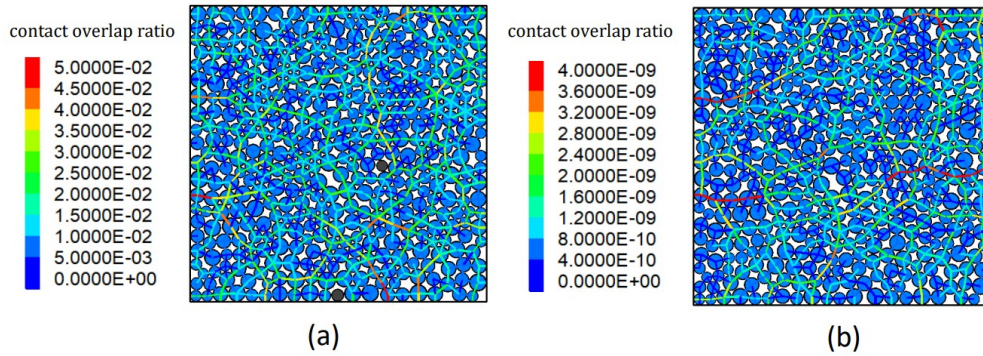 contact overlap ratio
5.0000E-02
4.5000E-02
4.0000E-02
3.5000E-02
3.0000E-02
2.5000E-02
2.0000E-02
1.5000E-02
1.0000E-02
5.0000E-03
0.0000E+00
(a)
contact overlap ratio
4.0000E-09
3.6000E-09
3.2000E-09
2.4000E-09
2.0000E-09
1.6000E-09
1.2000E-09
8.0000E-10
4.0000E-10
0.0000E+00
(b)